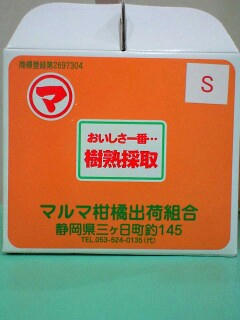 商標登録第2697304
マ
S
おいしさ一番…
樹熟採取
マルマ柑橘出荷組合
静岡県三ヶ日町釣145
TEL.053-524-0135(代)